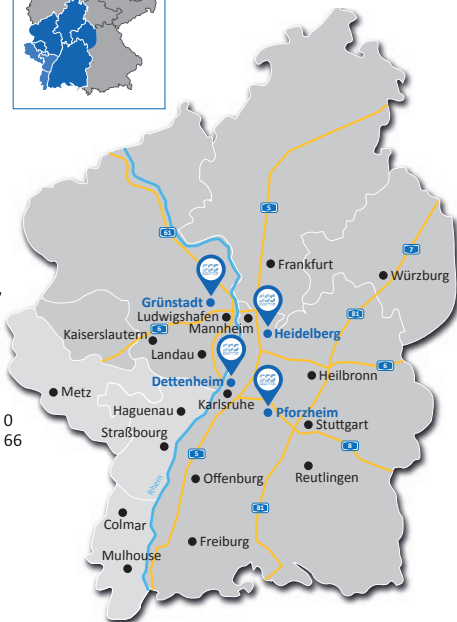 5
61
7
Frankfurt
Würzburg
Grünstadt
Ludwigshafen
Mannheim
81
Heidelberg
Kaiserslautern
6
Landau
6
Dettenheim
Heilbronn
Metz
Karlsruhe
Haguenau
Pforzheim
0
Stuttgart
Straßbourg
66
8
5
Rhein
Offenburg
Reutlingen
81
Colmar
Freiburg
Mulhouse